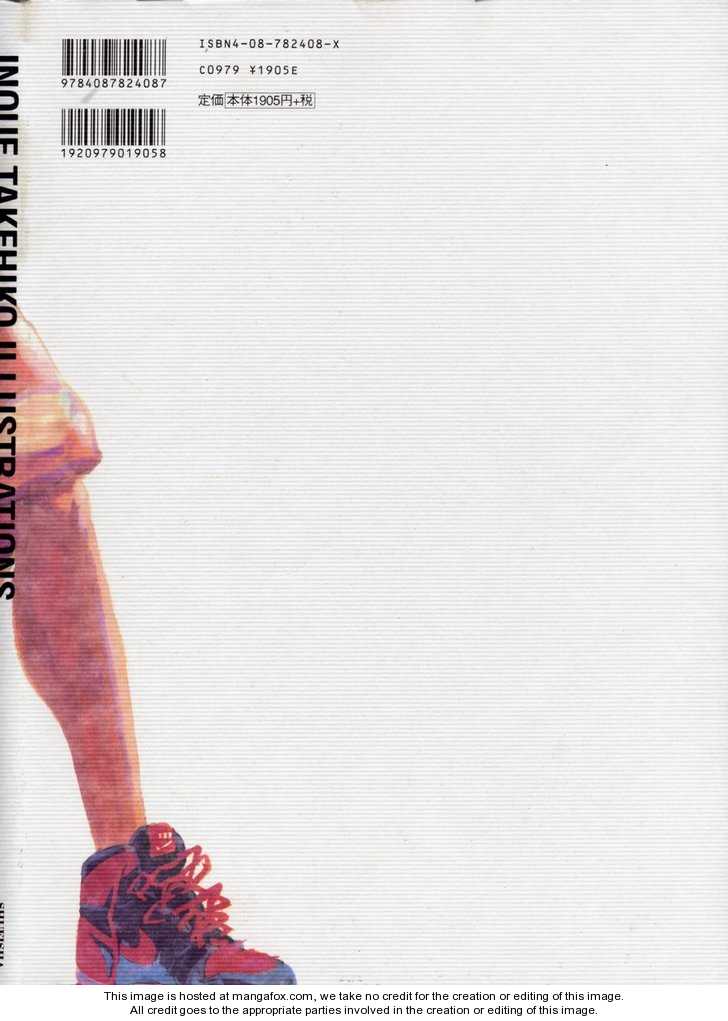 ISBN4-08-782408-X
C0979 ¥1905E
定価本体1905円+税
9784087824087
1920979019058
INOUE TAKEHIKO ILLUSTRATIONS
This image is hosted at mangafox.com, we take no credit for the creation or editing of this image.
All credit goes to the appropriate parties involved in the creation or editing of this image.